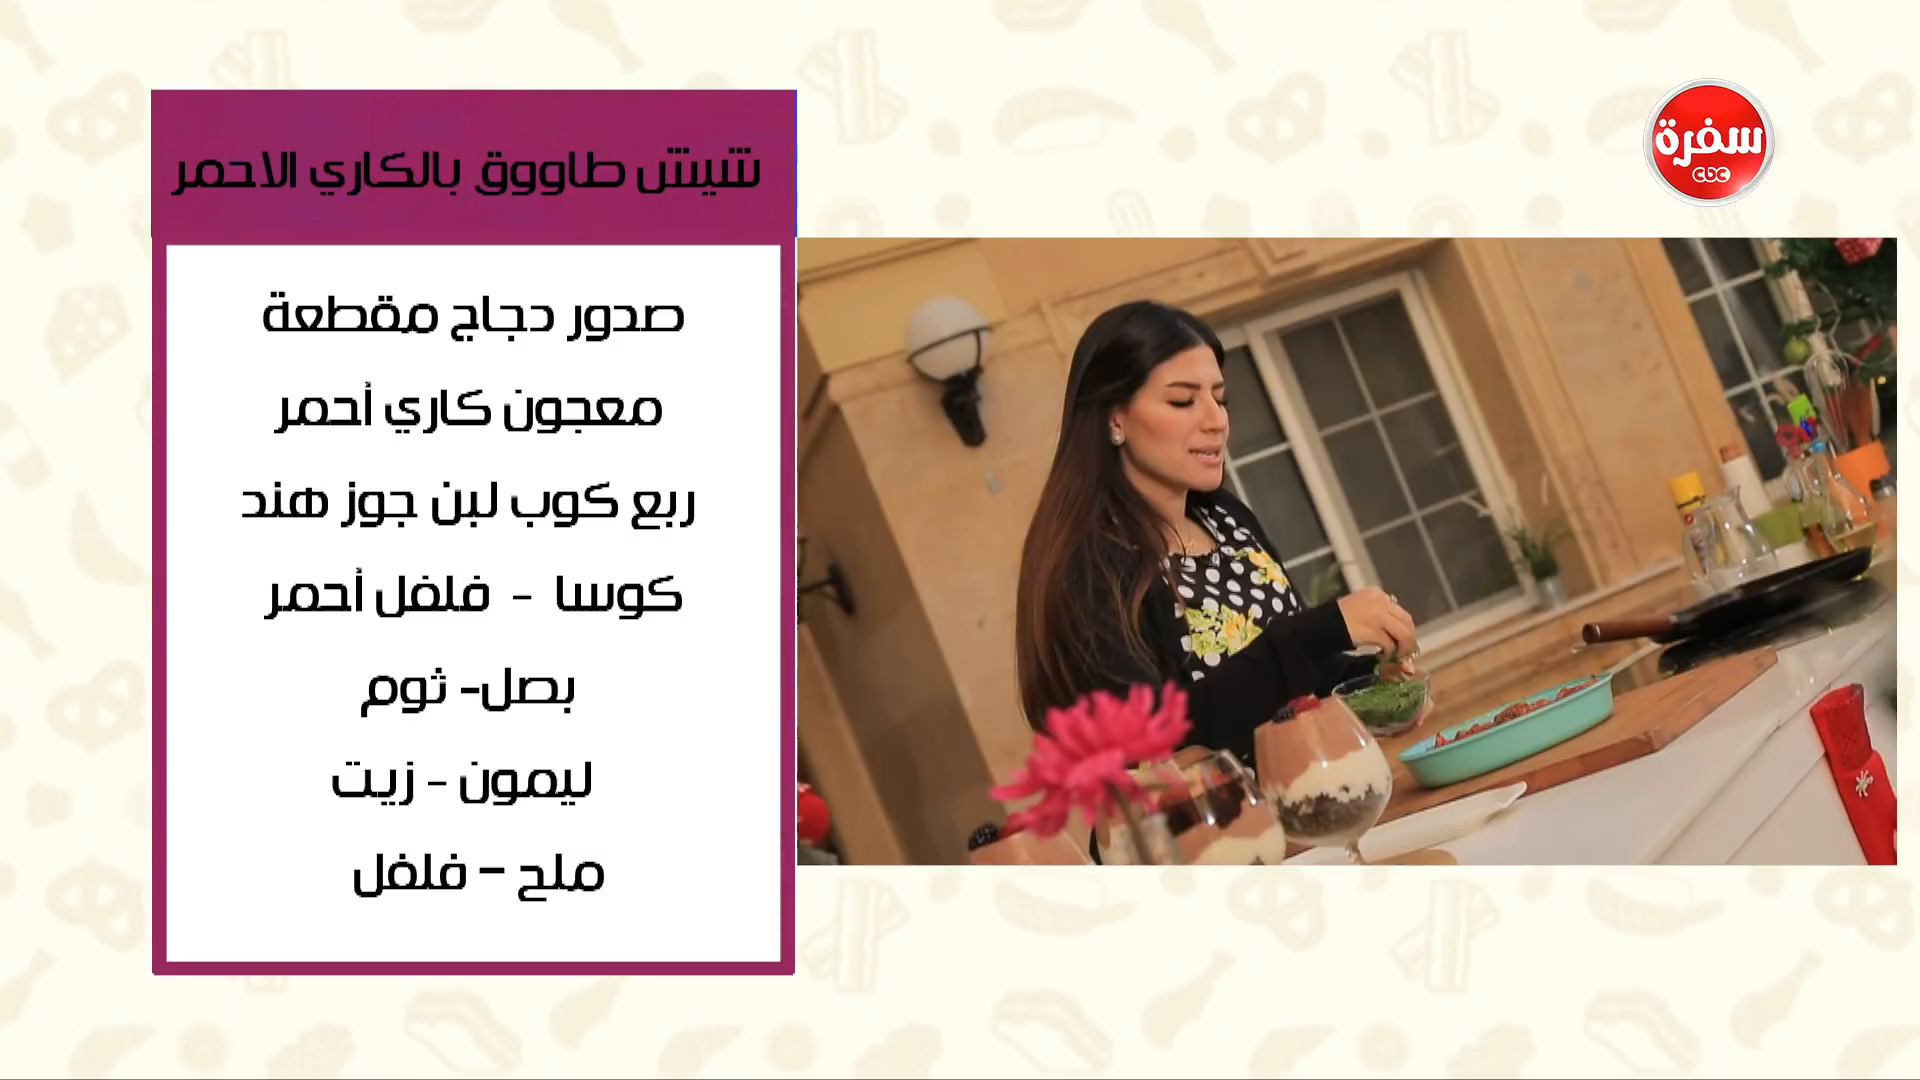 شيش طاووق بالكاري الاحمر
صدور دجاج مقطعة
معجون كاري أحمر
ربع كوب لبن جوز هند
كوسا - فلفل أحمر
بصل- ثوم
ليمون - زيت
ملح – فلفل
سفرة
cbc